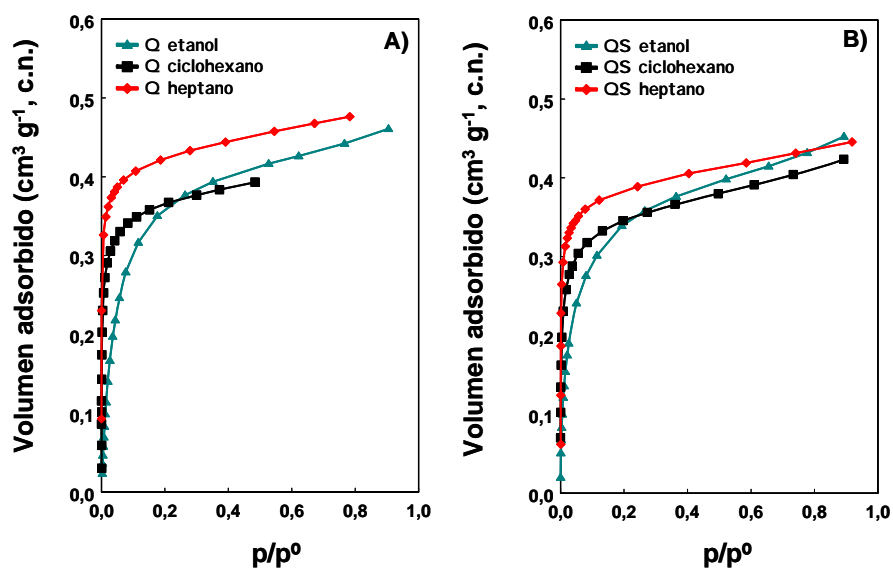 A)
Q etanol
Q ciclohexano
Q heptano
Volumen adsorbido (cm³ g⁻¹, c.n.)
0,6
0,5
0,4
0,3
0,2
0,1
0,0
0,0 0,2 0,4 0,6 0,8 1,0
p/p⁰
B)
QS etanol
QS ciclohexano
QS heptano
Volumen adsorbido (cm³ g⁻¹, c.n.)
0,6
0,5
0,4
0,3
0,2
0,1
0,0
0,0 0,2 0,4 0,6 0,8 1,0
p/p⁰